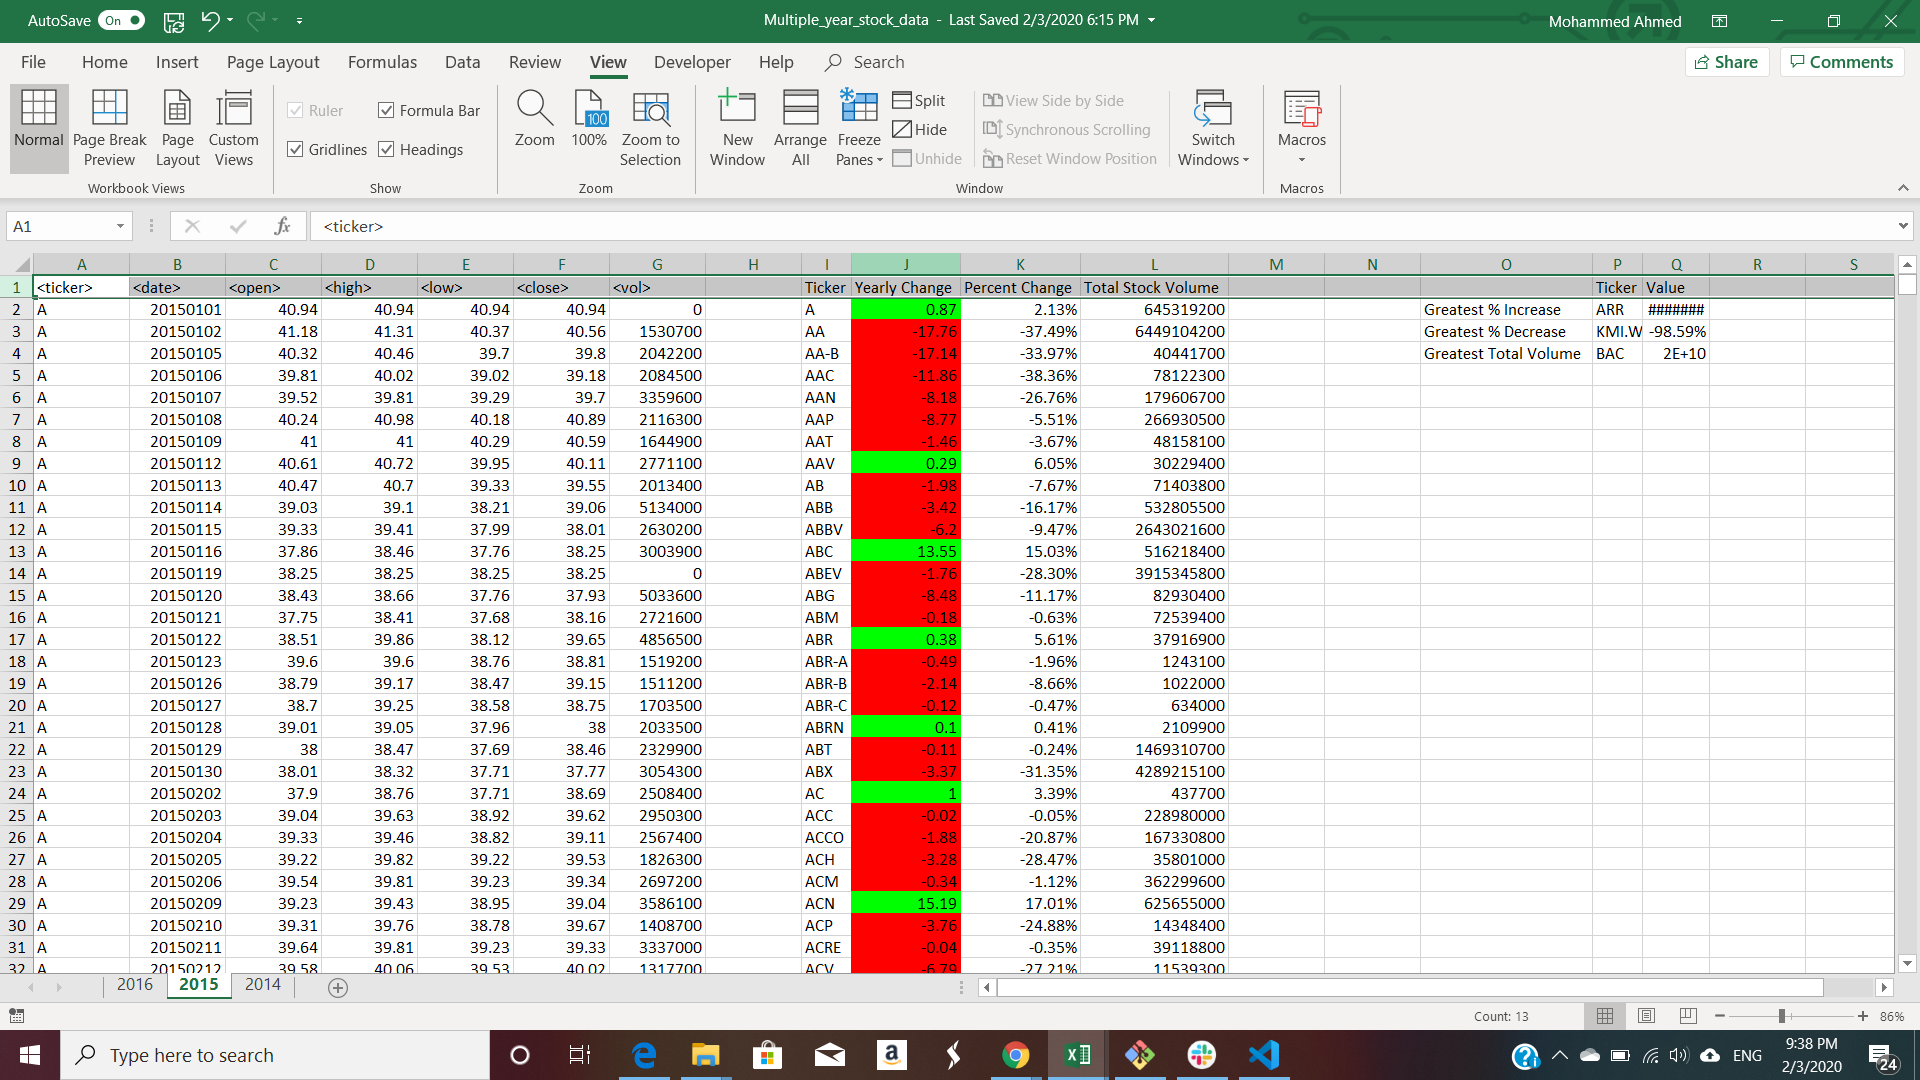 AutoSave On Multiple_year_stock_data - Last Saved 2/3/2020 6:15 PM Mohammed Ahmed
File Home Insert Page Layout Formulas Data Review View Developer Help Search Share Comments
Normal Page Break Preview Page Layout Custom Views Ruler Formula Bar Gridlines Headings Zoom 100 100% Zoom to Selection New Window Arrange All Freeze Panes Split Hide Unhide View Side by Side Synchronous Scrolling Reset Window Position Switch Windows Macros
Workbook Views Show Zoom Window Macros
A1 fx <ticker>
A B C D E F G H I J K L M N O P Q R S
1 <ticker> <date> <open> <high> <low> <close> <vol> Ticker Yearly Change Percent Change Total Stock Volume Ticker Value
2 A 20150101 40.94 40.94 40.94 40.94 0 A 0.87 2.13% 645319200 Greatest % Increase ARR #######
3 A 20150102 41.18 41.31 40.37 40.56 1530700 AA -17.76 -37.49% 6449104200 Greatest % Decrease KMI.W -98.59%
4 A 20150105 40.32 40.46 39.7 39.8 2042200 AA-B -17.14 -33.97% 40441700 Greatest Total Volume BAC 2E+10
5 A 20150106 39.81 40.02 39.02 39.18 2084500 AAC -11.86 -38.36% 78122300
6 A 20150107 39.52 39.81 39.29 39.7 3359600 AAN -8.18 -26.76% 179606700
7 A 20150108 40.24 40.98 40.18 40.89 2116300 AAP -8.77 -5.51% 266930500
8 A 20150109 41 41 40.29 40.59 1644900 AAT -1.46 -3.67% 48158100
9 A 20150112 40.61 40.72 39.95 40.11 2771100 AAV 0.29 6.05% 30229400
10 A 20150113 40.47 40.7 39.33 39.55 2013400 AB -1.98 -7.67% 71403800
11 A 20150114 39.03 39.1 38.21 39.06 5134000 ABB -3.42 -16.17% 532805500
12 A 20150115 39.33 39.41 37.99 38.01 2630200 ABBV -6.2 -9.47% 2643021600
13 A 20150116 37.86 38.46 37.76 38.25 3003900 ABC 13.55 15.03% 516218400
14 A 20150119 38.25 38.25 38.25 38.25 0 ABEV -1.76 -28.30% 3915345800
15 A 20150120 38.43 38.66 37.76 37.93 5033600 ABG -8.48 -11.17% 82930400
16 A 20150121 37.75 38.41 37.68 38.16 2721600 ABM -0.18 -0.63% 72539400
17 A 20150122 38.51 39.86 38.12 39.65 4856500 ABR 0.38 5.61% 37916900
18 A 20150123 39.6 39.6 38.76 38.81 1519200 ABR-A -0.49 -1.96% 1243100
19 A 20150126 38.79 39.17 38.47 39.15 1511200 ABR-B -2.14 -8.66% 1022000
20 A 20150127 38.7 39.25 38.58 38.75 1703500 ABR-C -0.12 -0.47% 634000
21 A 20150128 39.01 39.05 37.96 38 2033500 ABRN 0.1 0.41% 2109900
22 A 20150129 38 38.47 37.69 38.46 2329900 ABT -0.11 -0.24% 1469310700
23 A 20150130 38.01 38.32 37.71 37.77 3054300 ABX -3.37 -31.35% 4289215100
24 A 20150202 37.9 38.76 37.71 38.69 2508400 AC 1 3.39% 437700
25 A 20150203 39.04 39.63 38.92 39.62 2950300 ACC -0.02 -0.05% 228980000
26 A 20150204 39.33 39.46 38.82 39.11 2567400 ACCO -1.88 -20.87% 167330800
27 A 20150205 39.22 39.82 39.22 39.53 1826300 ACH -3.28 -28.47% 35801000
28 A 20150206 39.54 39.81 39.23 39.34 2697200 ACM -0.34 -1.12% 362299600
29 A 20150209 39.23 39.43 38.95 39.04 3586100 ACN 15.19 17.01% 625655000
30 A 20150210 39.31 39.76 38.78 39.67 1408700 ACP -3.76 -24.88% 14348400
31 A 20150211 39.64 39.81 39.23 39.33 3337000 ACRE -0.04 -0.35% 39118800
32 A 20150212 39.58 40.06 39.53 40.02 1317700 ACV -6.79 -27.21% 11539300
2016 2015 2014
Count: 13 86%
Type here to search ENG 9:38 PM 2/3/2020 24